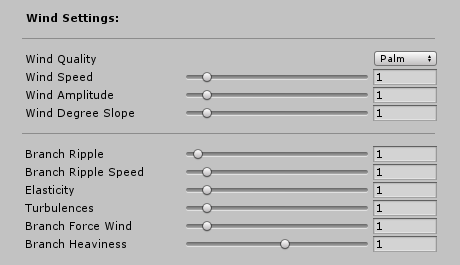 Wind Settings:
Wind Quality Palm
Wind Speed 1
Wind Amplitude 1
Wind Degree Slope 1
Branch Ripple 1
Branch Ripple Speed 1
Elasticity 1
Turbulences 1
Branch Force Wind 1
Branch Heaviness 1